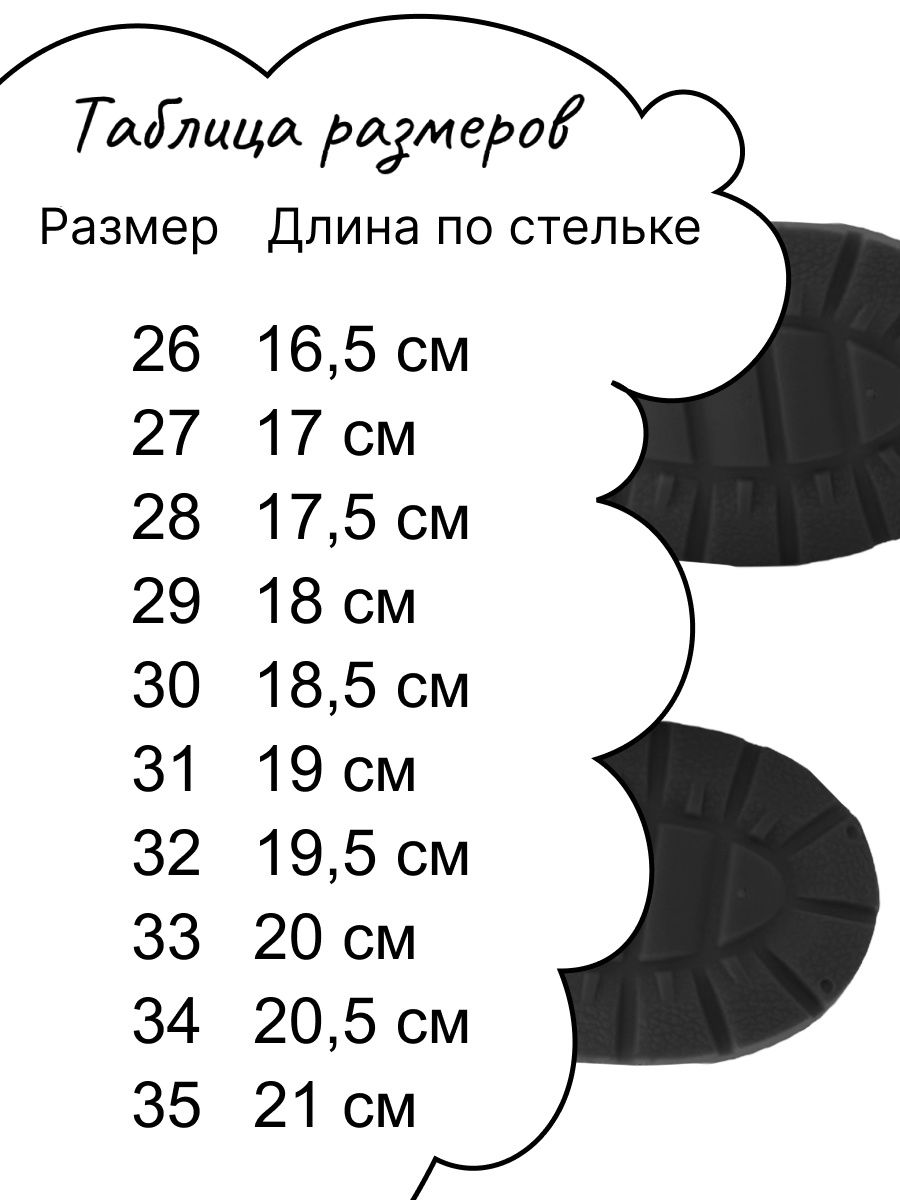 Таблица размеров
Размер Длина по стельке
26 16,5 см
27 17 см
28 17,5 см
29 18 см
30 18,5 см
31 19 см
32 19,5 см
33 20 см
34 20,5 см
35 21 см